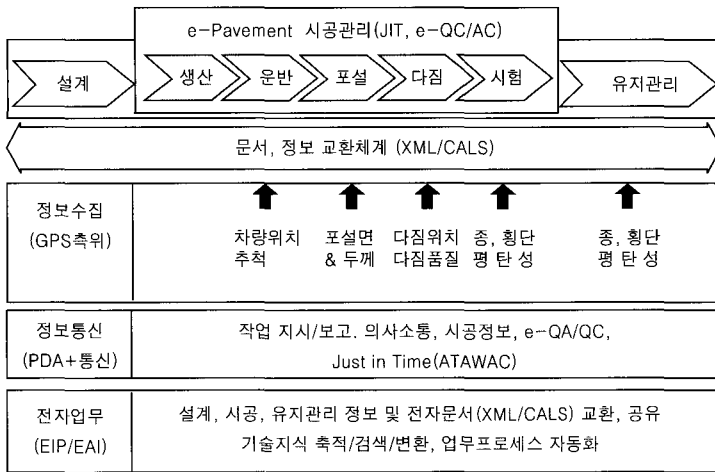 e-Pavement 시공관리(JIT, e-QC/AC)
설계 생산 운반 포설 다짐 시험 유지관리
문서, 정보 교환체계 (XML/CALS)
정보수집
(GPS측위)
차량위치 포설면 다짐위치 종, 횡단 종, 횡단
추척 & 두께 다짐품질 평 탄 성 평 탄 성
정보통신
(PDA+통신)
작업 지시/보고. 의사소통, 시공정보, e-QA/QC,
Just in Time(ATAWAC)
전자업무
(EIP/EAI)
설계, 시공, 유지관리 정보 및 전자문서(XML/CALS) 교환, 공유
기술지식 축적/검색/변환, 업무프로세스 자동화